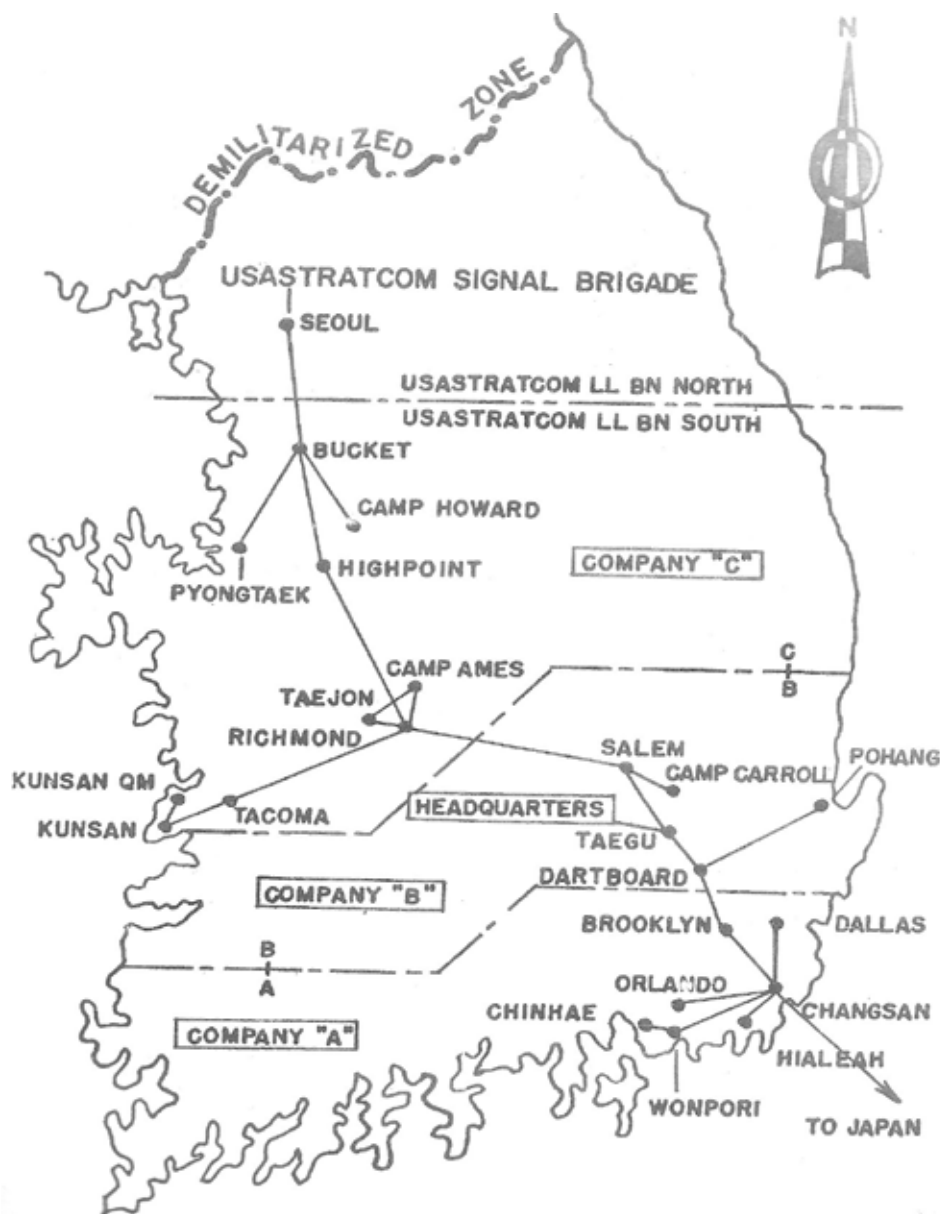 N
DEMILITARIZED ZONE
USASTRATCOM SIGNAL BRIGADE
SEOUL
USASTRATCOM LL BN NORTH
USASTRATCOM LL BN SOUTH
BUCKET
CAMP HOWARD
HIGHPOINT
COMPANY "C"
PYONGTAEK
C
B
CAMP AMES
TAEJON
RICHMOND
SALEM
POHANG
CAMP CARROLL
KUNSAN QM
TACOMA
HEADQUARTERS
KUNSAN
TAEGU
DARTBOARD
COMPANY "B"
BROOKLYN
DALLAS
B
A
ORLANDO
CHINHAE
CHANGSAN
COMPANY "A"
HIALEAH
WONPORI
TO JAPAN